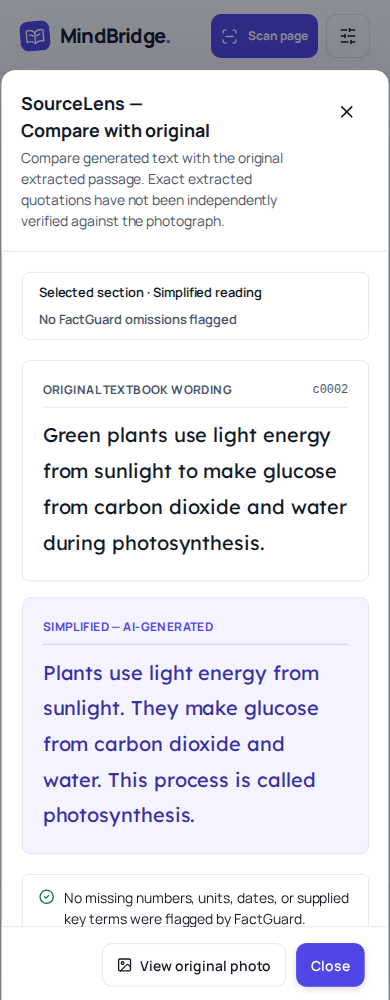 MindBridge.
Scan page
SourceLens —
Compare with original
Compare generated text with the original
extracted passage. Exact extracted
quotations have not been independently
verified against the photograph.
Selected section · Simplified reading
No FactGuard omissions flagged
ORIGINAL TEXTBOOK WORDING c0002
Green plants use light energy
from sunlight to make glucose
from carbon dioxide and water
during photosynthesis.
SIMPLIFIED — AI-GENERATED
Plants use light energy from
sunlight. They make glucose
from carbon dioxide and
water. This process is called
photosynthesis.
No missing numbers, units, dates, or supplied
key terms were flagged by FactGuard.
View original photo
Close